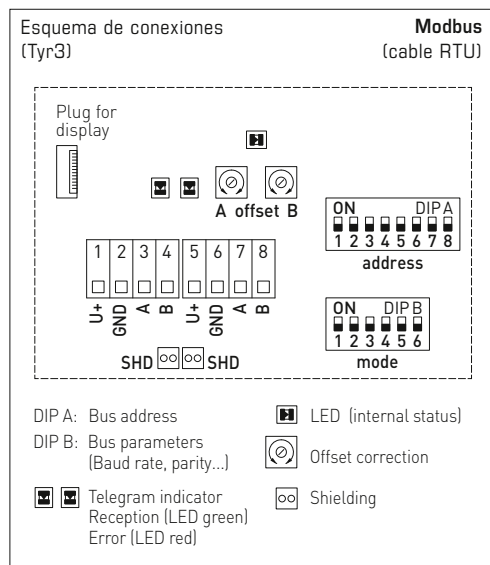 Esquema de conexiones
(Tyr3)
Modbus
(cable RTU)
Plug for
display
A offset B
ON DIP A
1 2 3 4 5 6 7 8
address
1 2 3 4 5 6 7 8
U+ GND A B U+ GND A B
ON DIP B
1 2 3 4 5 6
mode
SHD SHD
DIP A: Bus address
DIP B: Bus parameters
(Baud rate, parity...)
Telegram indicator
Reception (LED green)
Error (LED red)
LED (internal status)
Offset correction
Shielding